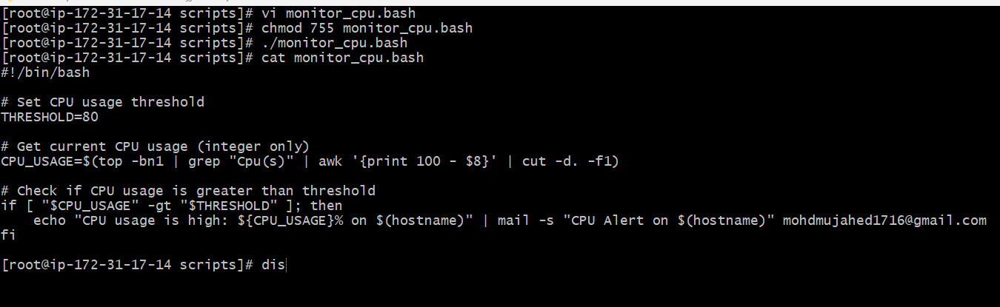 [root@ip-172-31-17-14 scripts]# vi monitor_cpu.bash
[root@ip-172-31-17-14 scripts]# chmod 755 monitor_cpu.bash
[root@ip-172-31-17-14 scripts]# ./monitor_cpu.bash
[root@ip-172-31-17-14 scripts]# cat monitor_cpu.bash
#!/bin/bash
# Set CPU usage threshold
THRESHOLD=80
# Get current CPU usage (integer only)
CPU_USAGE=$(top -bn1 | grep "Cpu(s)" | awk '{print 100 - $8}' | cut -d. -f1)
# Check if CPU usage is greater than threshold
if [ "$CPU_USAGE" -gt "$THRESHOLD" ]; then
    echo "CPU usage is high: ${CPU_USAGE}% on $(hostname)" | mail -s "CPU Alert on $(hostname)" mohdmujahed1716@gmail.com
fi
[root@ip-172-31-17-14 scripts]# dis